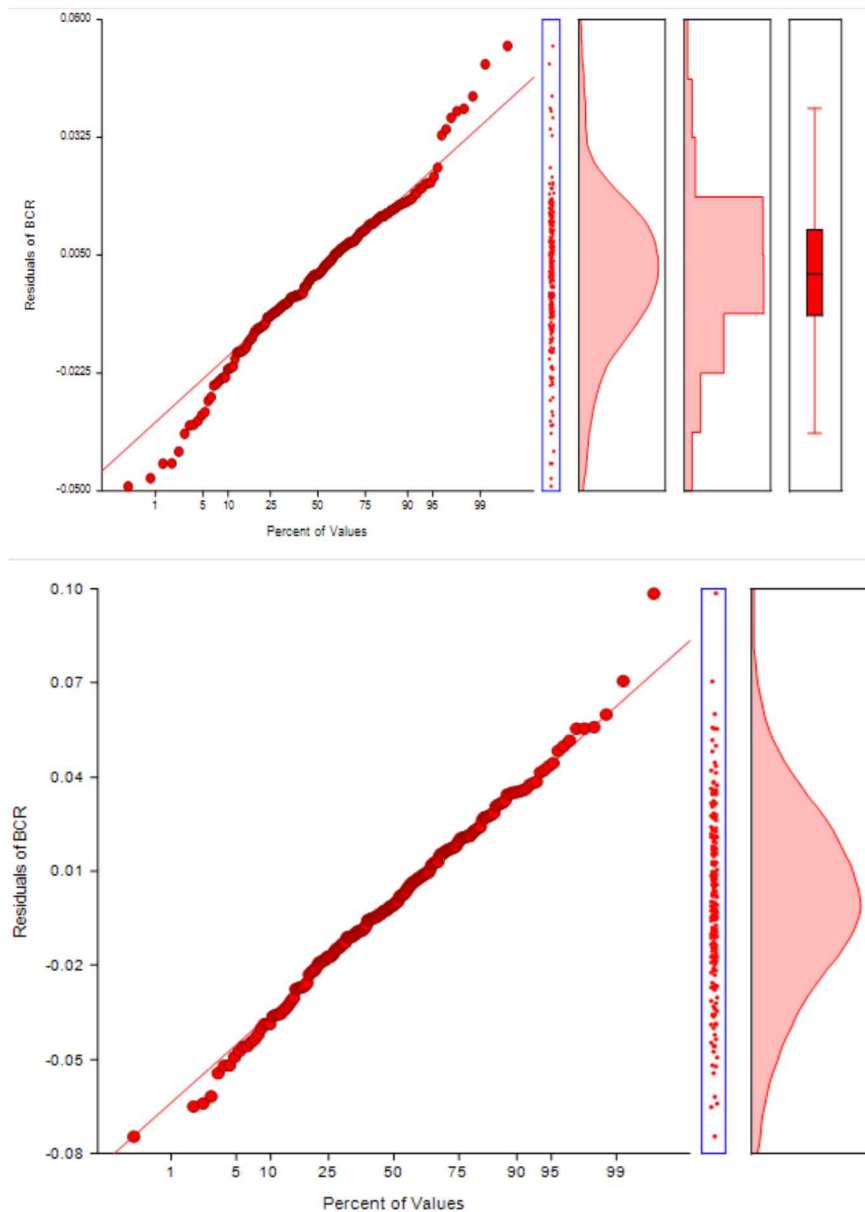 0.0600
0.0325
0.0050
-0.0225
-0.0500
Residuals of BCR
1 5 10 25 50 75 90 95 99
Percent of Values
0.10
0.07
0.04
0.01
-0.02
-0.05
-0.08
Residuals of BCR
1 5 10 25 50 75 90 95 99
Percent of Values